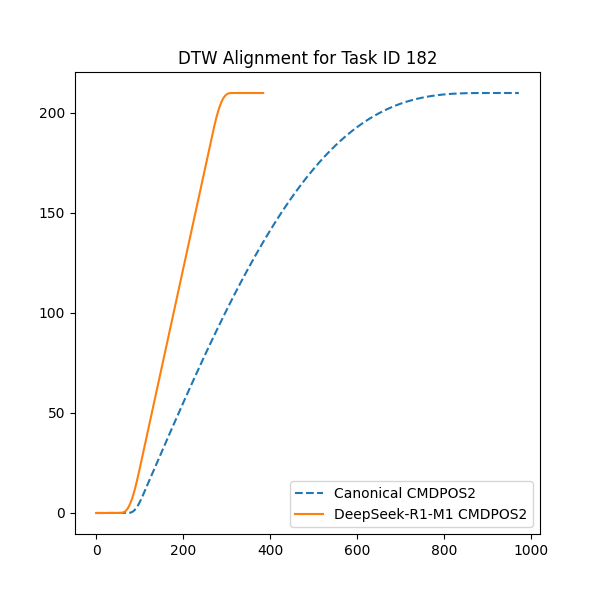 DTW Alignment for Task ID 182
200
150
100
50
0
0 200 400 600 800 1000
Canonical CMDPOS2
DeepSeek-R1-M1 CMDPOS2